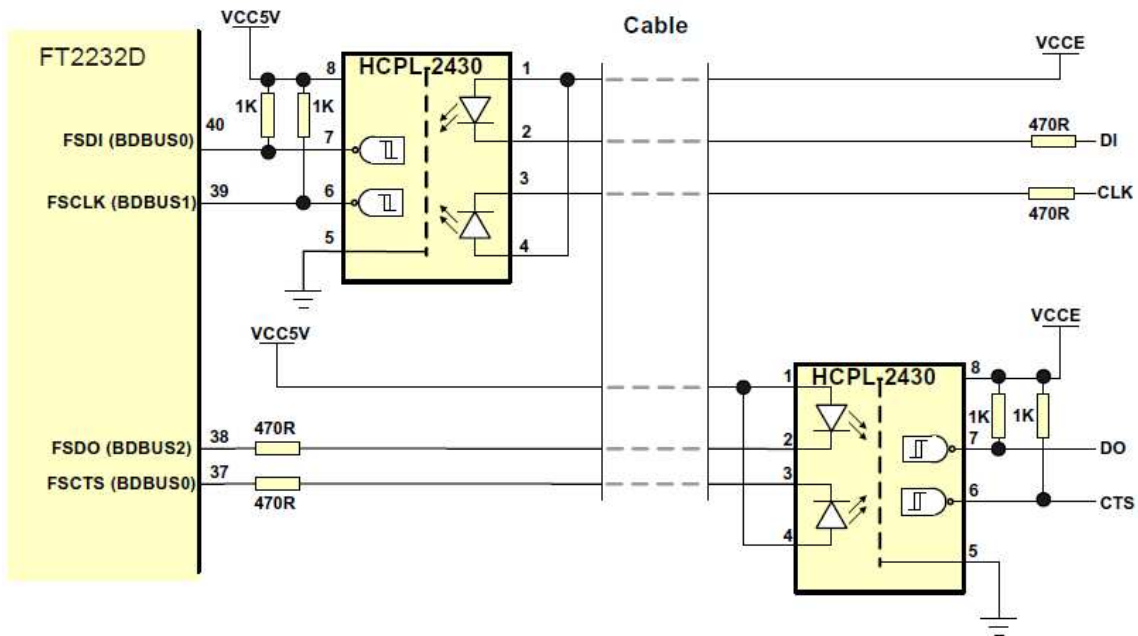 VCC5V
Cable
VCCE
FT2232D
8
HCPL-2430
1
1K
1K
40
7
2
470R
DI
FSDI (BDBUS0)
39
6
3
CLK
FSCLK (BDBUS1)
470R
5
4
VCC5V
VCCE
1
HCPL-2430
8
1K
1K
470R
38
2
7
DO
FSDO (BDBUS2)
37
3
6
CTS
FSCTS (BDBUS0)
470R
4
5